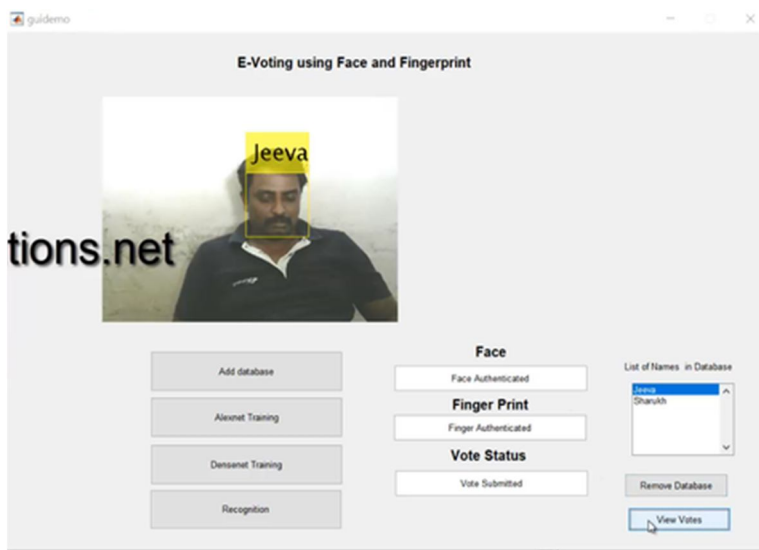 guidemo
E-Voting using Face and Fingerprint
Jeeva
tions.net
Face
Add database
Face Authenticated
List of Names in Database
Jeeva
Sharukh
Finger Print
Alexnet Training
Finger Authenticated
Vote Status
Densenet Training
Vote Submitted
Remove Database
Recognition
View Votes